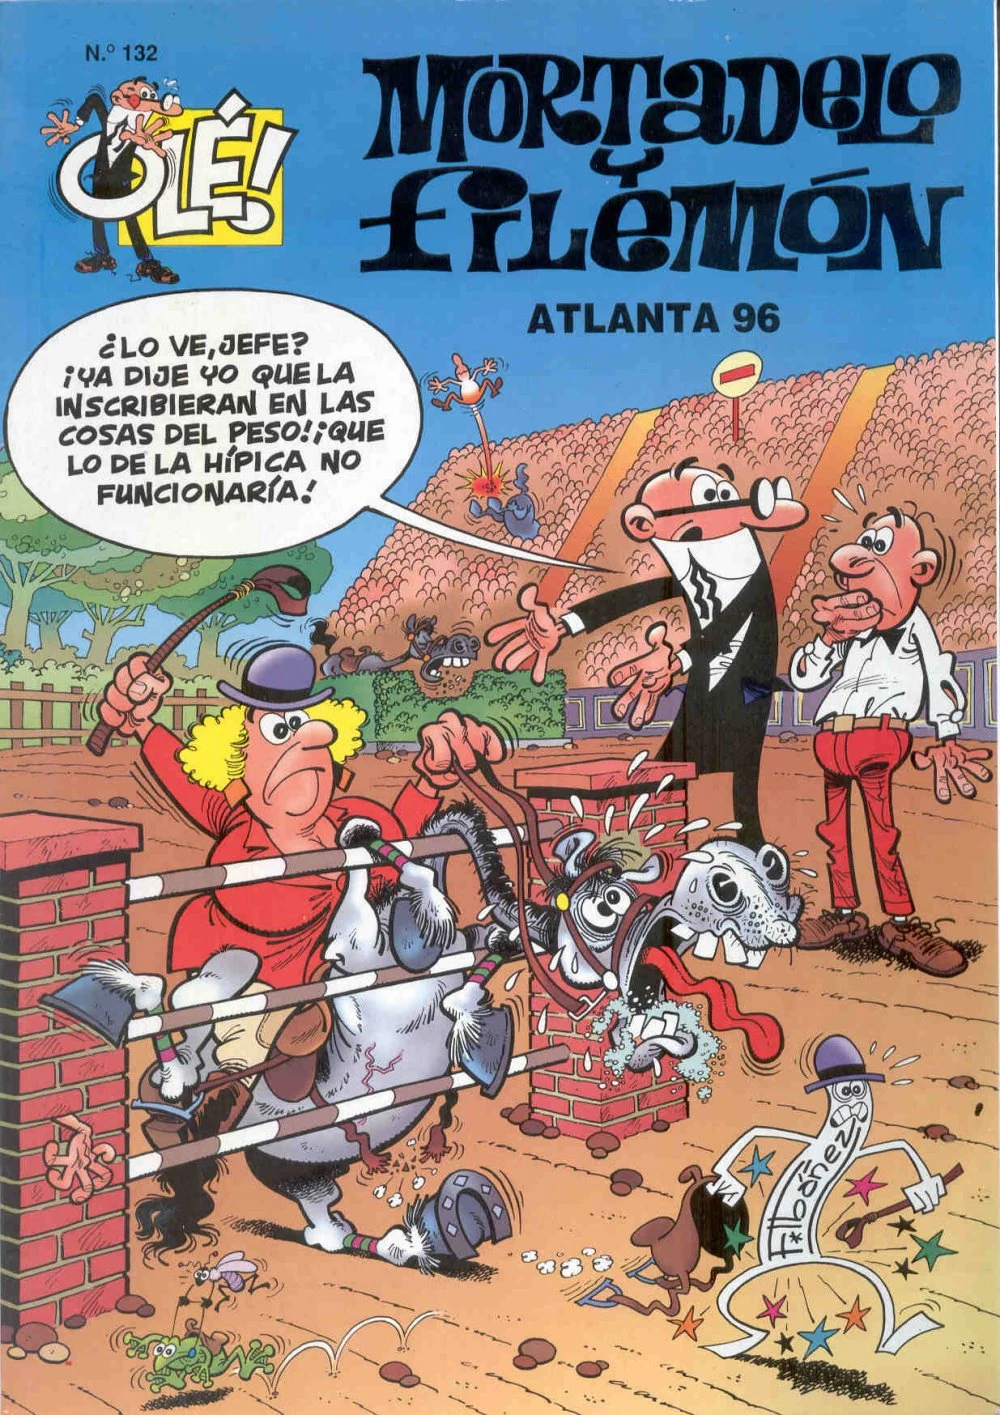 N.º 132
OLÉ!
MORTADELO
Y
FILEMÓN
ATLANTA 96
¿LO VE, JEFE?
¡YA DIJE YO QUE LA
INSCRIBIERAN EN LAS
COSAS DEL PESO! ¡QUE
LO DE LA HÍPICA NO
FUNCIONARÍA!
F. Ibáñez